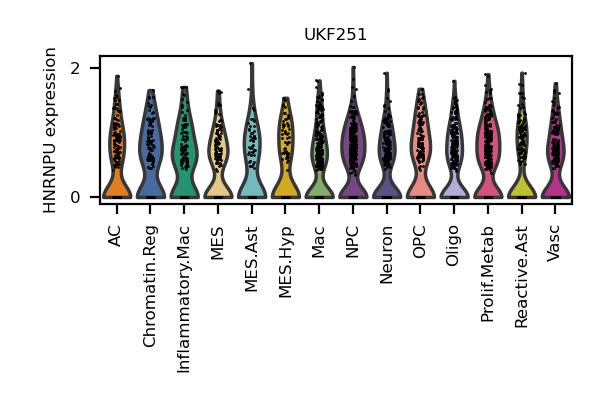 UKF251
HNRNPU expression
2
0
AC
Chromatin.Reg
Inflammatory.Mac
MES
MES.Ast
MES.Hyp
Mac
NPC
Neuron
OPC
Oligo
Prolif.Metab
Reactive.Ast
Vasc